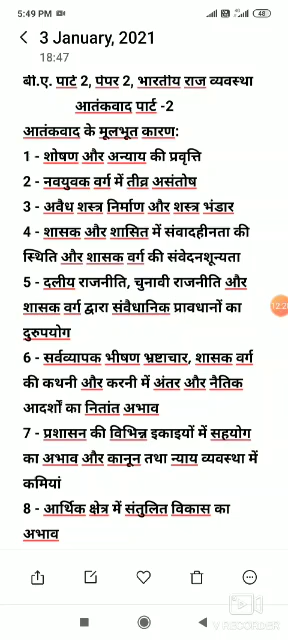 5:49 PM
48
3 January, 2021
18:47
बी.ए. पार्ट 2, पेपर 2, भारतीय राज व्यवस्था
आतंकवाद पार्ट -2
आतंकवाद के मूलभूत कारण:
1 - शोषण और अन्याय की प्रवृत्ति
2 - नवयुवक वर्ग में तीव्र असंतोष
3 - अवैध शस्त्र निर्माण और शस्त्र भंडार
4 - शासक और शासित में संवादहीनता की
स्थिति और शासक वर्ग की संवेदनशून्यता
5 - दलीय राजनीति, चुनावी राजनीति और
शासक वर्ग द्वारा संवैधानिक प्रावधानों का
दुरुपयोग
6 - सर्वव्यापक भीषण भ्रष्टाचार, शासक वर्ग
की कथनी और करनी में अंतर और नैतिक
आदर्शों का नितांत अभाव
7 - प्रशासन की विभिन्न इकाइयों में सहयोग
का अभाव और कानून तथा न्याय व्यवस्था में
कमियां
8 - आर्थिक क्षेत्र में संतुलित विकास का
अभाव
V RECORDER